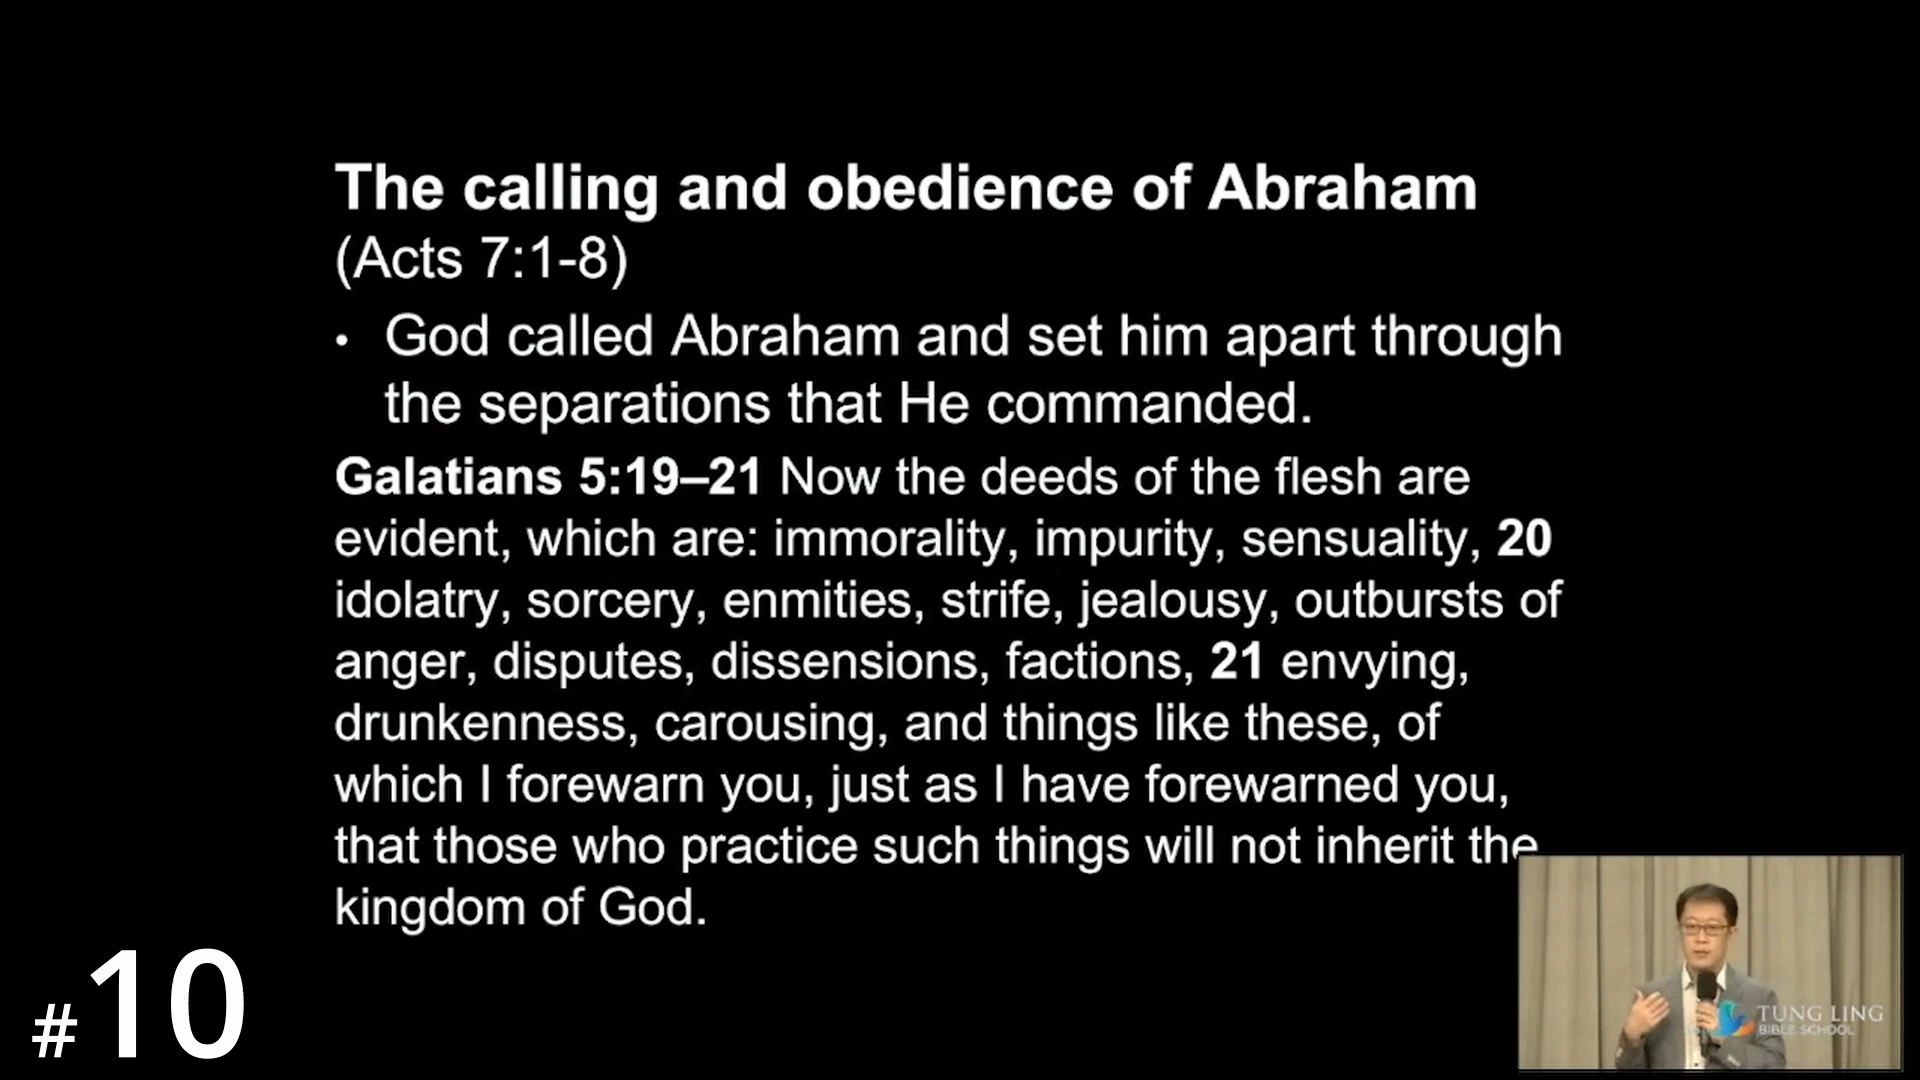 The calling and obedience of Abraham
(Acts 7:1-8)
• God called Abraham and set him apart through
the separations that He commanded.
Galatians 5:19–21 Now the deeds of the flesh are
evident, which are: immorality, impurity, sensuality, 20
idolatry, sorcery, enmities, strife, jealousy, outbursts of
anger, disputes, dissensions, factions, 21 envying,
drunkenness, carousing, and things like these, of
which I forewarn you, just as I have forewarned you,
that those who practice such things will not inherit the
kingdom of God.
#10
TUNG LING
BIBLE SCHOOL